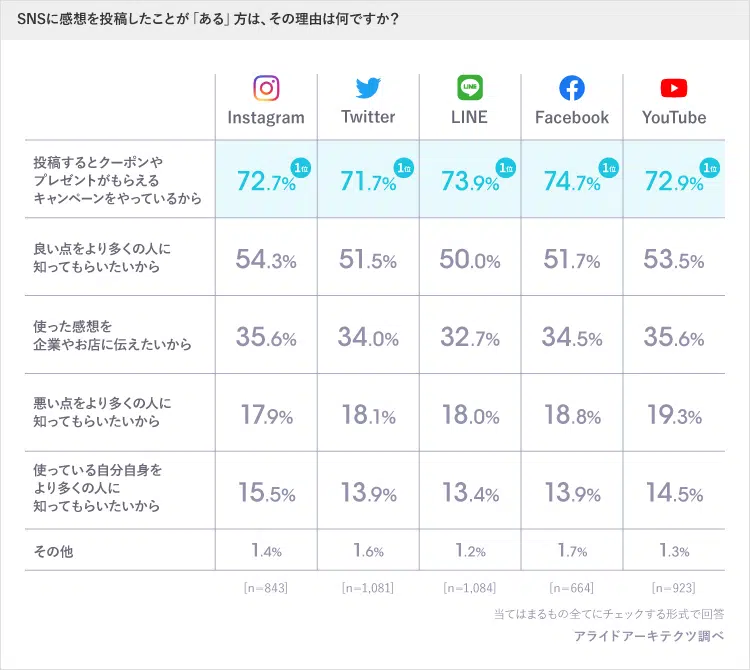 SNSに感想を投稿したことが「ある」方は、その理由は何ですか？
Instagram Twitter LINE Facebook YouTube
投稿するとクーポンや
プレゼントがもらえる
キャンペーンをやっているから
72.7% 1位 71.7% 1位 73.9% 1位 74.7% 1位 72.9% 1位
良い点をより多くの人に
知ってもらいたいから
54.3% 51.5% 50.0% 51.7% 53.5%
使った感想を
企業やお店に伝えたいから
35.6% 34.0% 32.7% 34.5% 35.6%
悪い点をより多くの人に
知ってもらいたいから
17.9% 18.1% 18.0% 18.8% 19.3%
使っている自分自身を
より多くの人に
知ってもらいたいから
15.5% 13.9% 13.4% 13.9% 14.5%
その他 1.4% 1.6% 1.2% 1.7% 1.3%
[n=843] [n=1,081] [n=1,084] [n=664] [n=923]
当てはまるもの全てにチェックする形式で回答
アライドアーキテクツ調べ